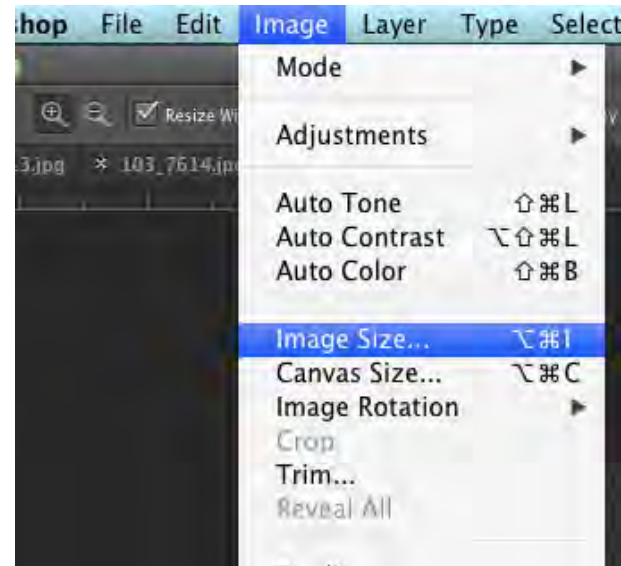 hop File Edit Image Layer Type Select
Mode
Resize Wi
Adjustments
3.jpg × 103_7614.jp
Auto Tone ⇧⌘L
Auto Contrast ⌥⇧⌘L
Auto Color ⇧⌘B
Image Size... ⌥⌘I
Canvas Size... ⌥⌘C
Image Rotation
Crop
Trim...
Reveal All